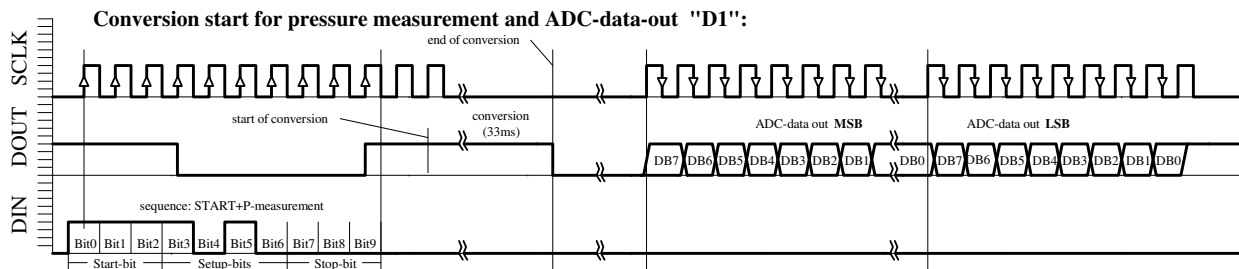 Conversion start for pressure measurement and ADC-data-out "D1":
end of conversion
SCLK
start of conversion
conversion
(33ms)
ADC-data out MSB
ADC-data out LSB
DOUT
DB7 DB6 DB5 DB4 DB3 DB2 DB1 DB0 DB7 DB6 DB5 DB4 DB3 DB2 DB1 DB0
sequence: START+P-measurement
DIN
Bit0 Bit1 Bit2 Bit3 Bit4 Bit5 Bit6 Bit7 Bit8 Bit9
Start-bit Setup-bits Stop-bit